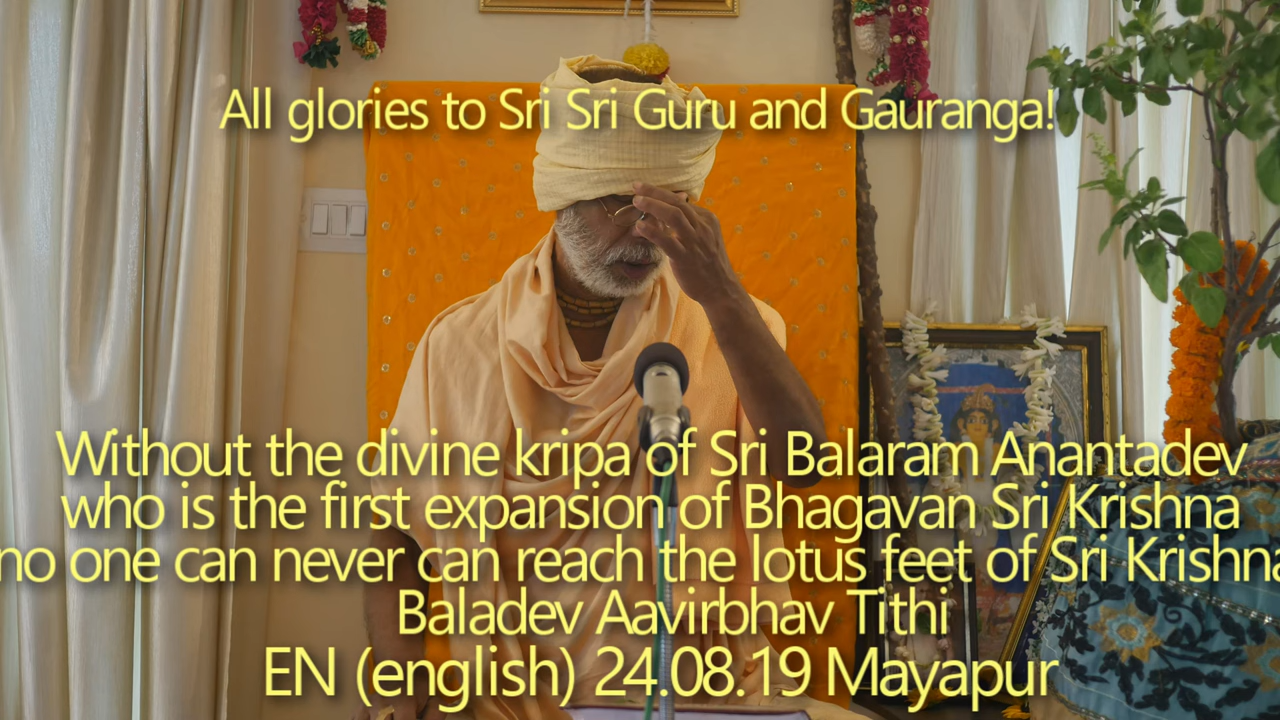 All glories to Sri Sri Guru and Gauranga!
Without the divine kripa of Sri Balaram Anantadev
who is the first expansion of Bhagavan Sri Krishna
no one can never can reach the lotus feet of Sri Krishna
Baladev Aavirbhav Tithi
EN (english) 24.08.19 Mayapur